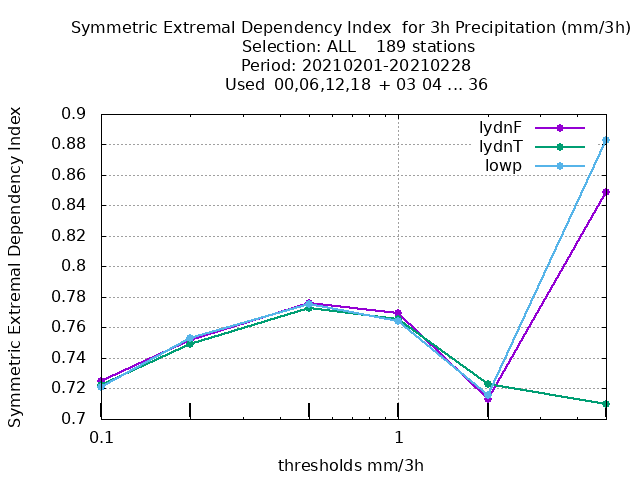 Symmetric Extremal Dependency Index  for 3h Precipitation (mm/3h)
Selection: ALL    189 stations
Period: 20210201-20210228
Used  00,06,12,18  + 03 04 ... 36
Symmetric Extremal Dependency Index
0.9
0.88
0.86
0.84
0.82
0.8
0.78
0.76
0.74
0.72
0.7
lydnF
lydnT
lowp
0.1
1
thresholds mm/3h